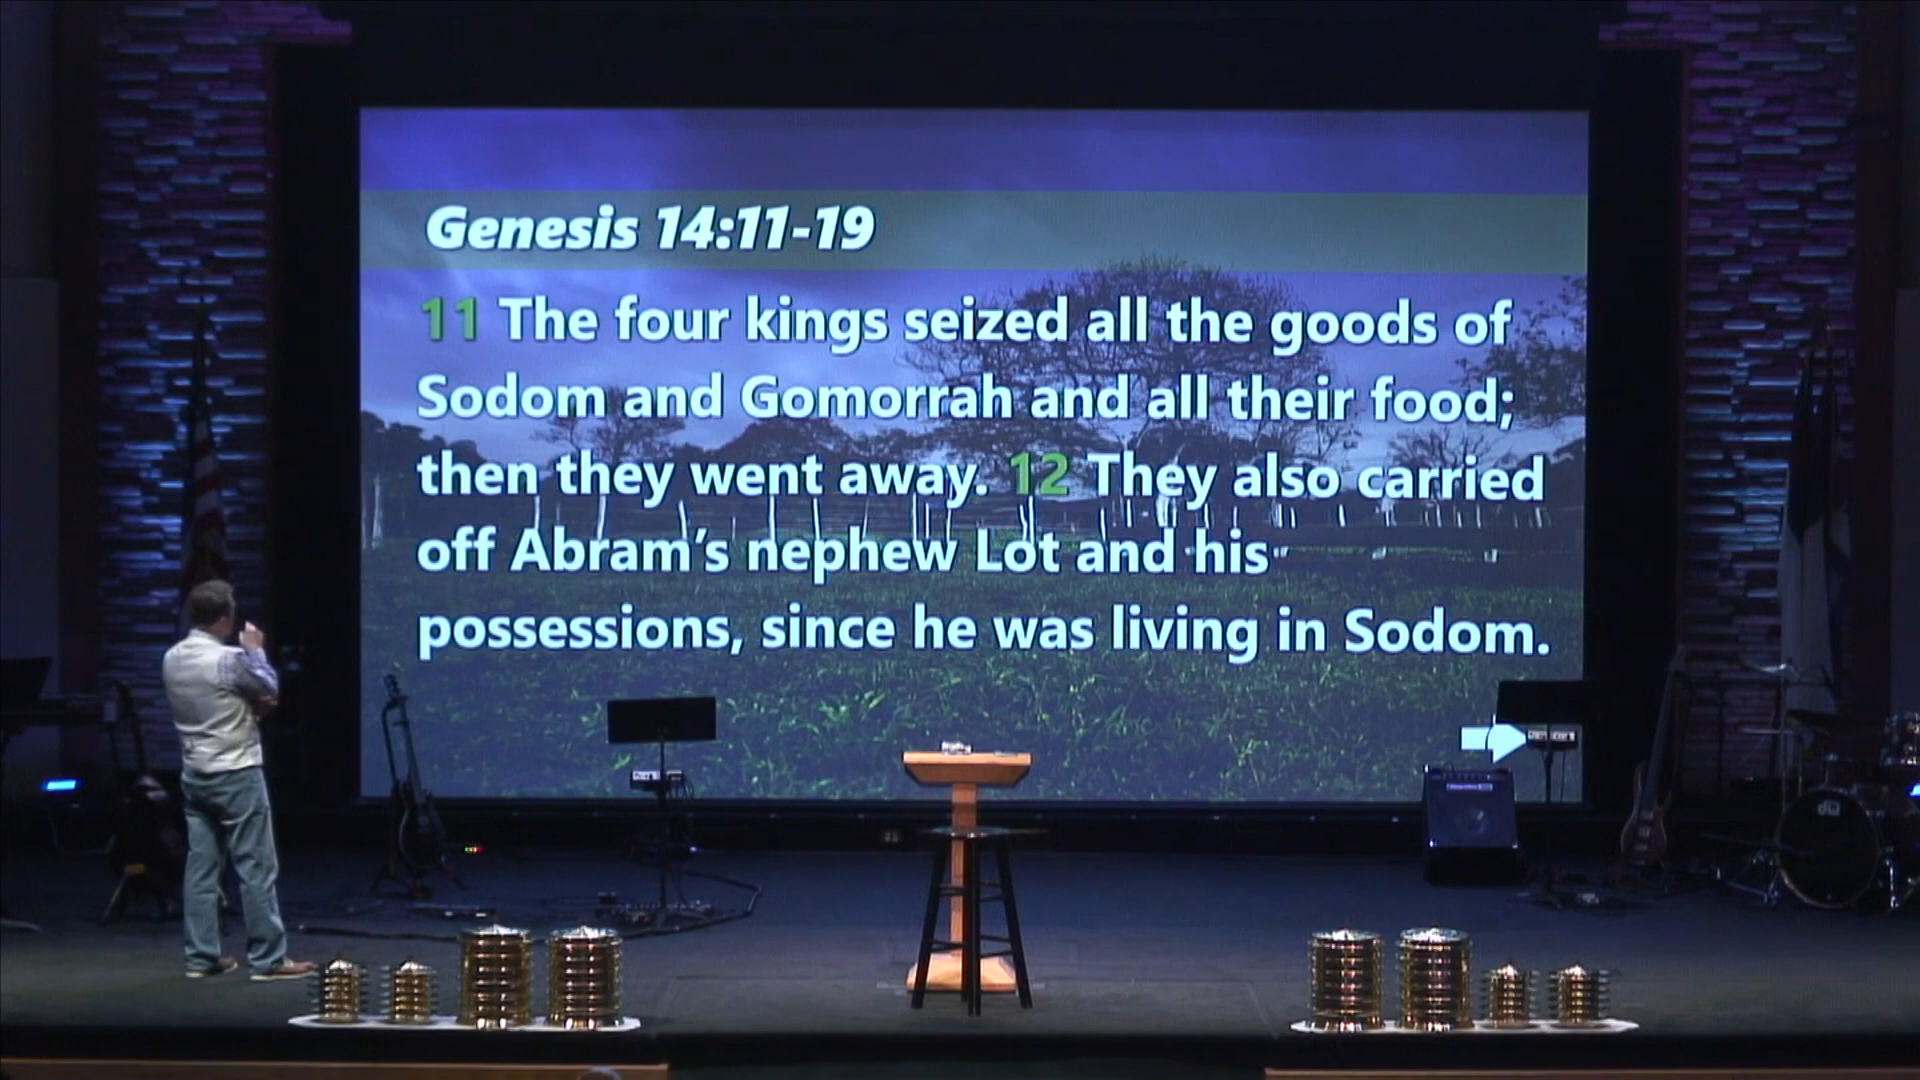 Genesis 14:11-19
11 The four kings seized all the goods of
Sodom and Gomorrah and all their food;
then they went away. 12 They also carried
off Abram’s nephew Lot and his
possessions, since he was living in Sodom.
dw